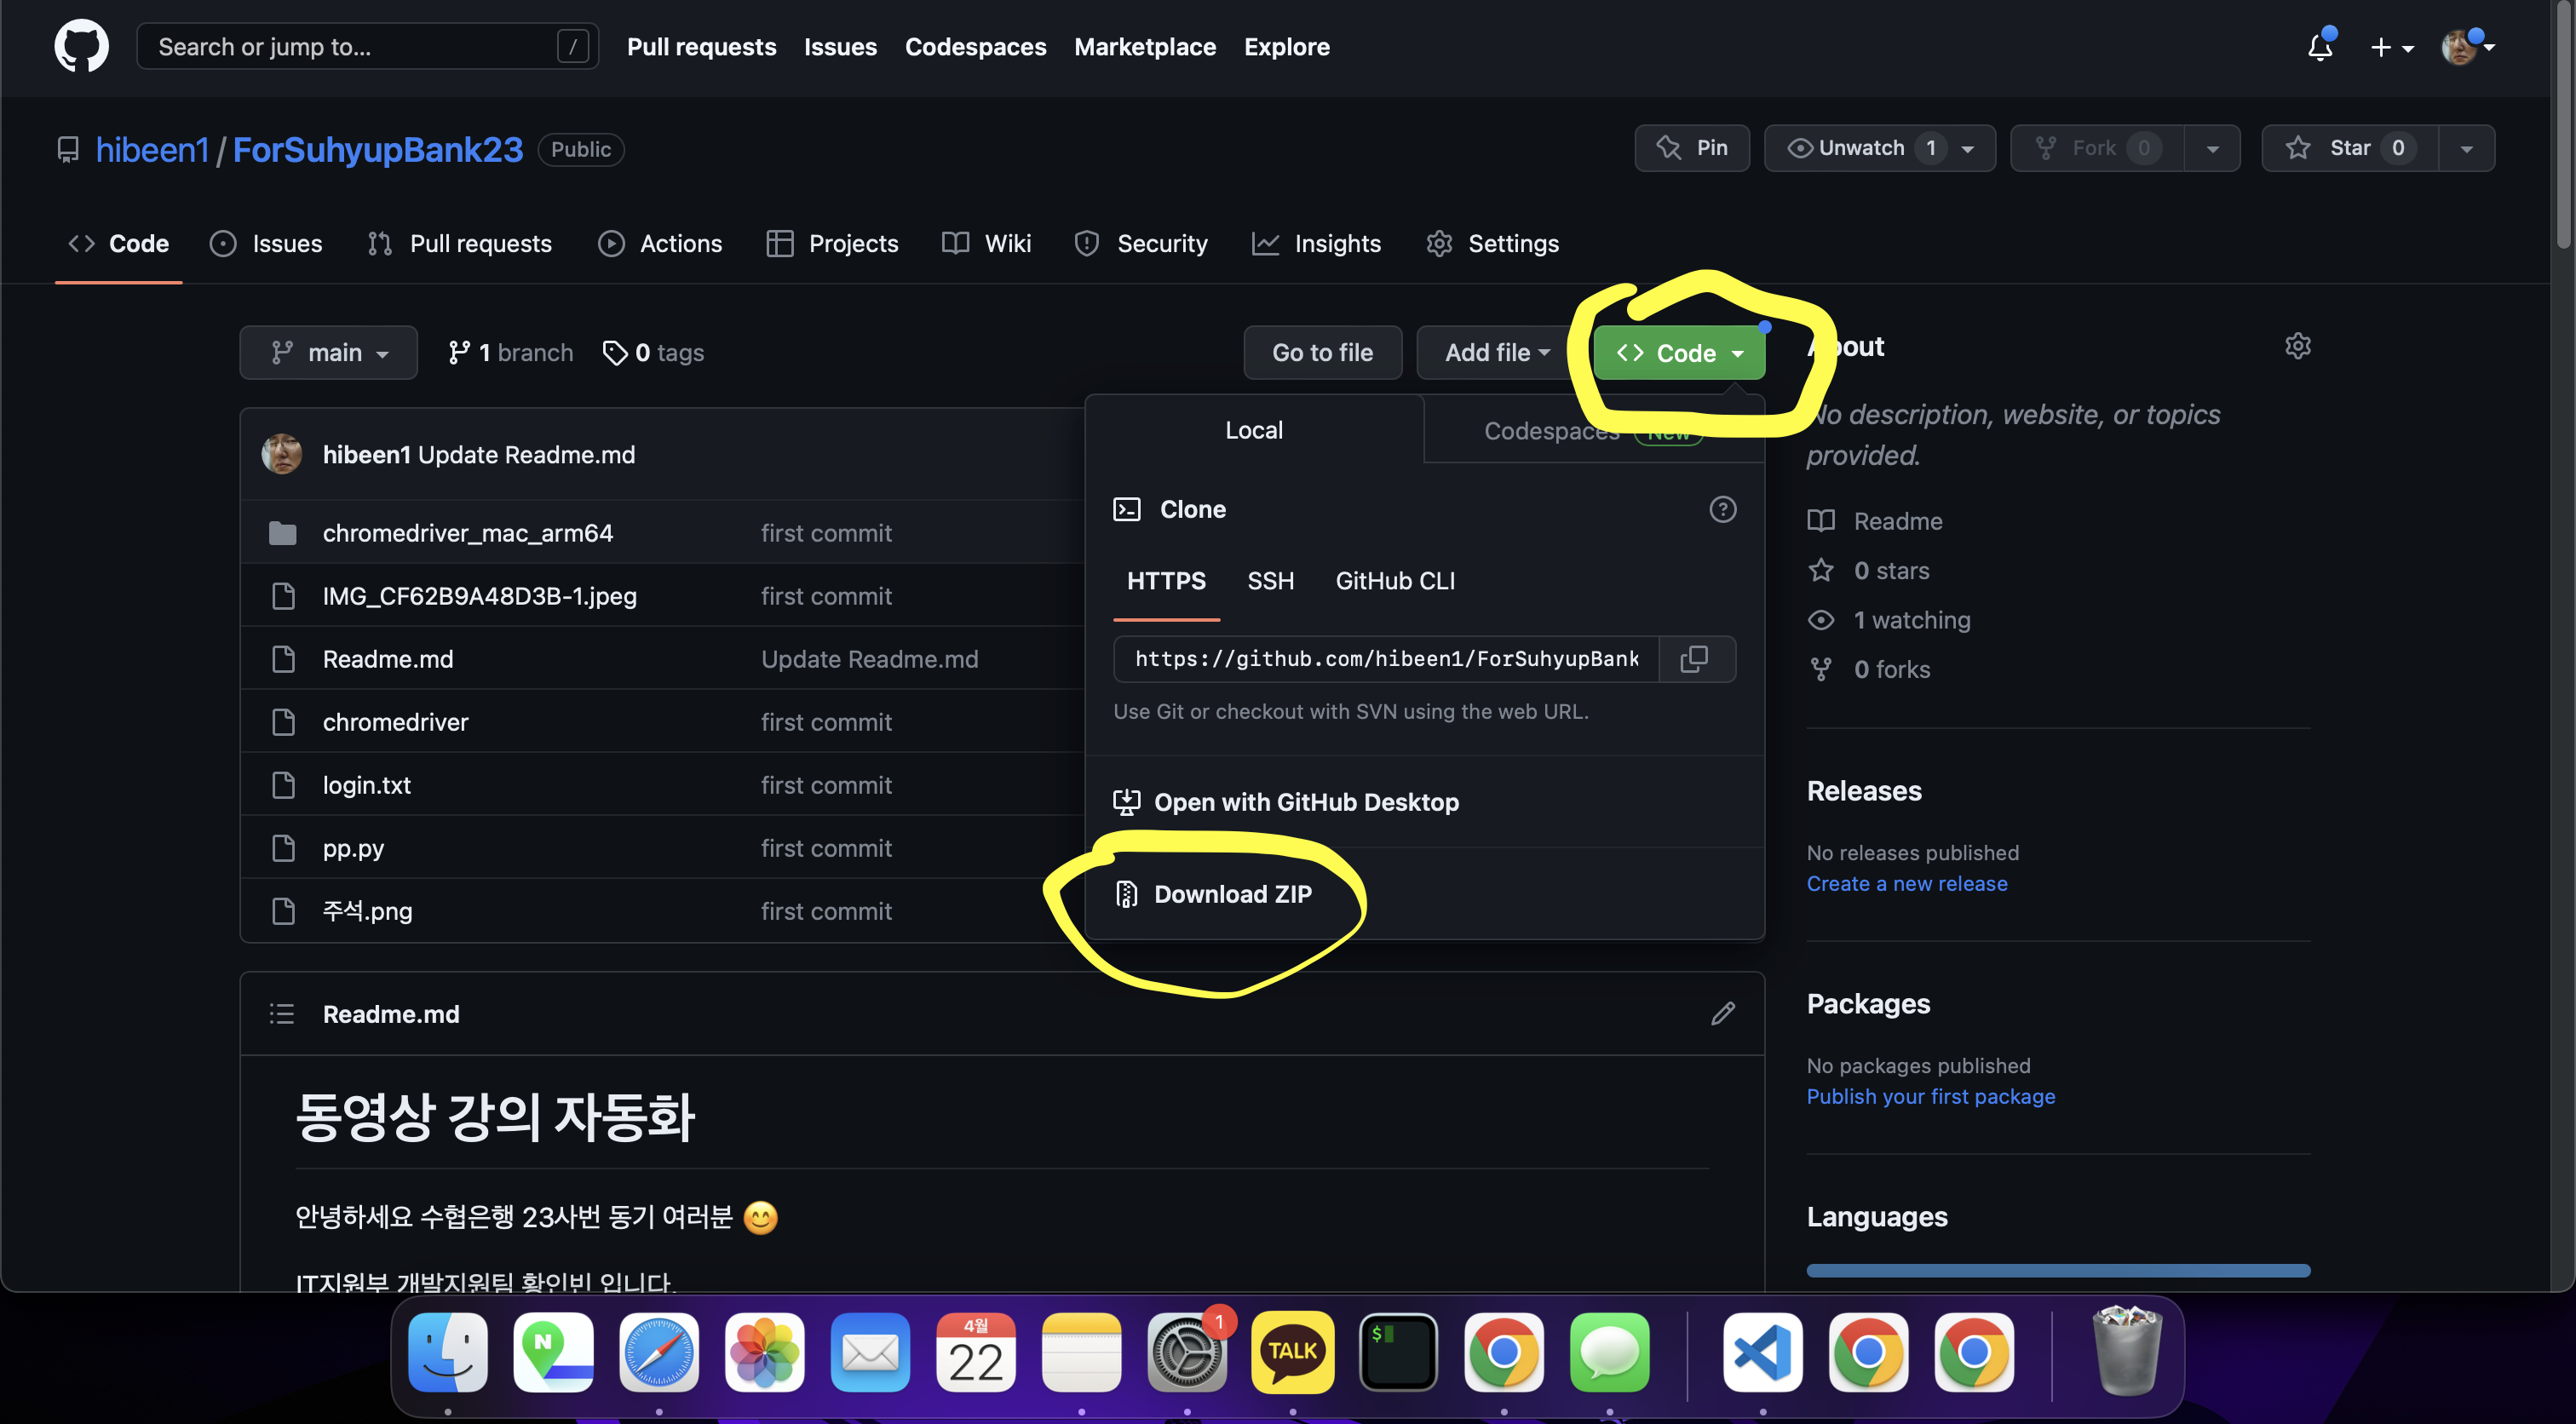 Search or jump to... /
Pull requests Issues Codespaces Marketplace Explore
hibeen1/ForSuhyupBank23 Public
Pin Unwatch 1 Fork 0 Star 0
Code Issues Pull requests Actions Projects Wiki Security Insights Settings
main 1 branch 0 tags
Go to file Add file Code
hibeen1 Update Readme.md
chromedriver_mac_arm64 first commit
IMG_CF62B9A48D3B-1.jpeg first commit
Readme.md Update Readme.md
chromedriver first commit
login.txt first commit
pp.py first commit
주석.png first commit
Local Codespaces New
Clone
HTTPS SSH GitHub CLI
https://github.com/hibeen1/ForSuhyupBank
Use Git or checkout with SVN using the web URL.
Open with GitHub Desktop
Download ZIP
About
No description, website, or topics
provided.
Readme
0 stars
1 watching
0 forks
Releases
No releases published
Create a new release
Packages
No packages published
Publish your first package
Languages
Readme.md
동영상 강의 자동화
안녕하세요 수협은행 23사번 동기 여러분 😊
IT지원부 개발지원팀 황인빈 입니다.
N
4월
22
1
TALK
$